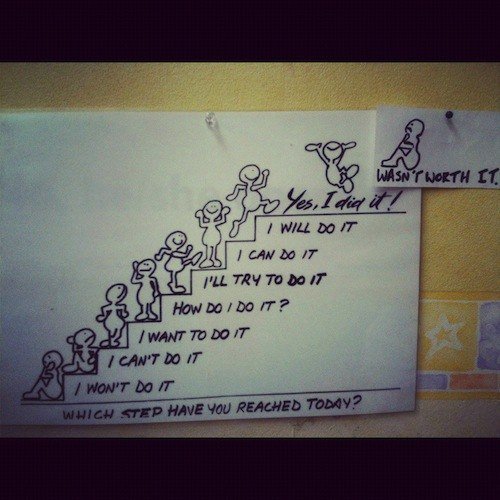 WASN'T WORTH IT.
Yes, I did it!
I WILL DO IT
I CAN DO IT
I'LL TRY TO DO IT
HOW DO I DO IT?
I WANT TO DO IT
I CAN'T DO IT
I WON'T DO IT
WHICH STEP HAVE YOU REACHED TODAY?